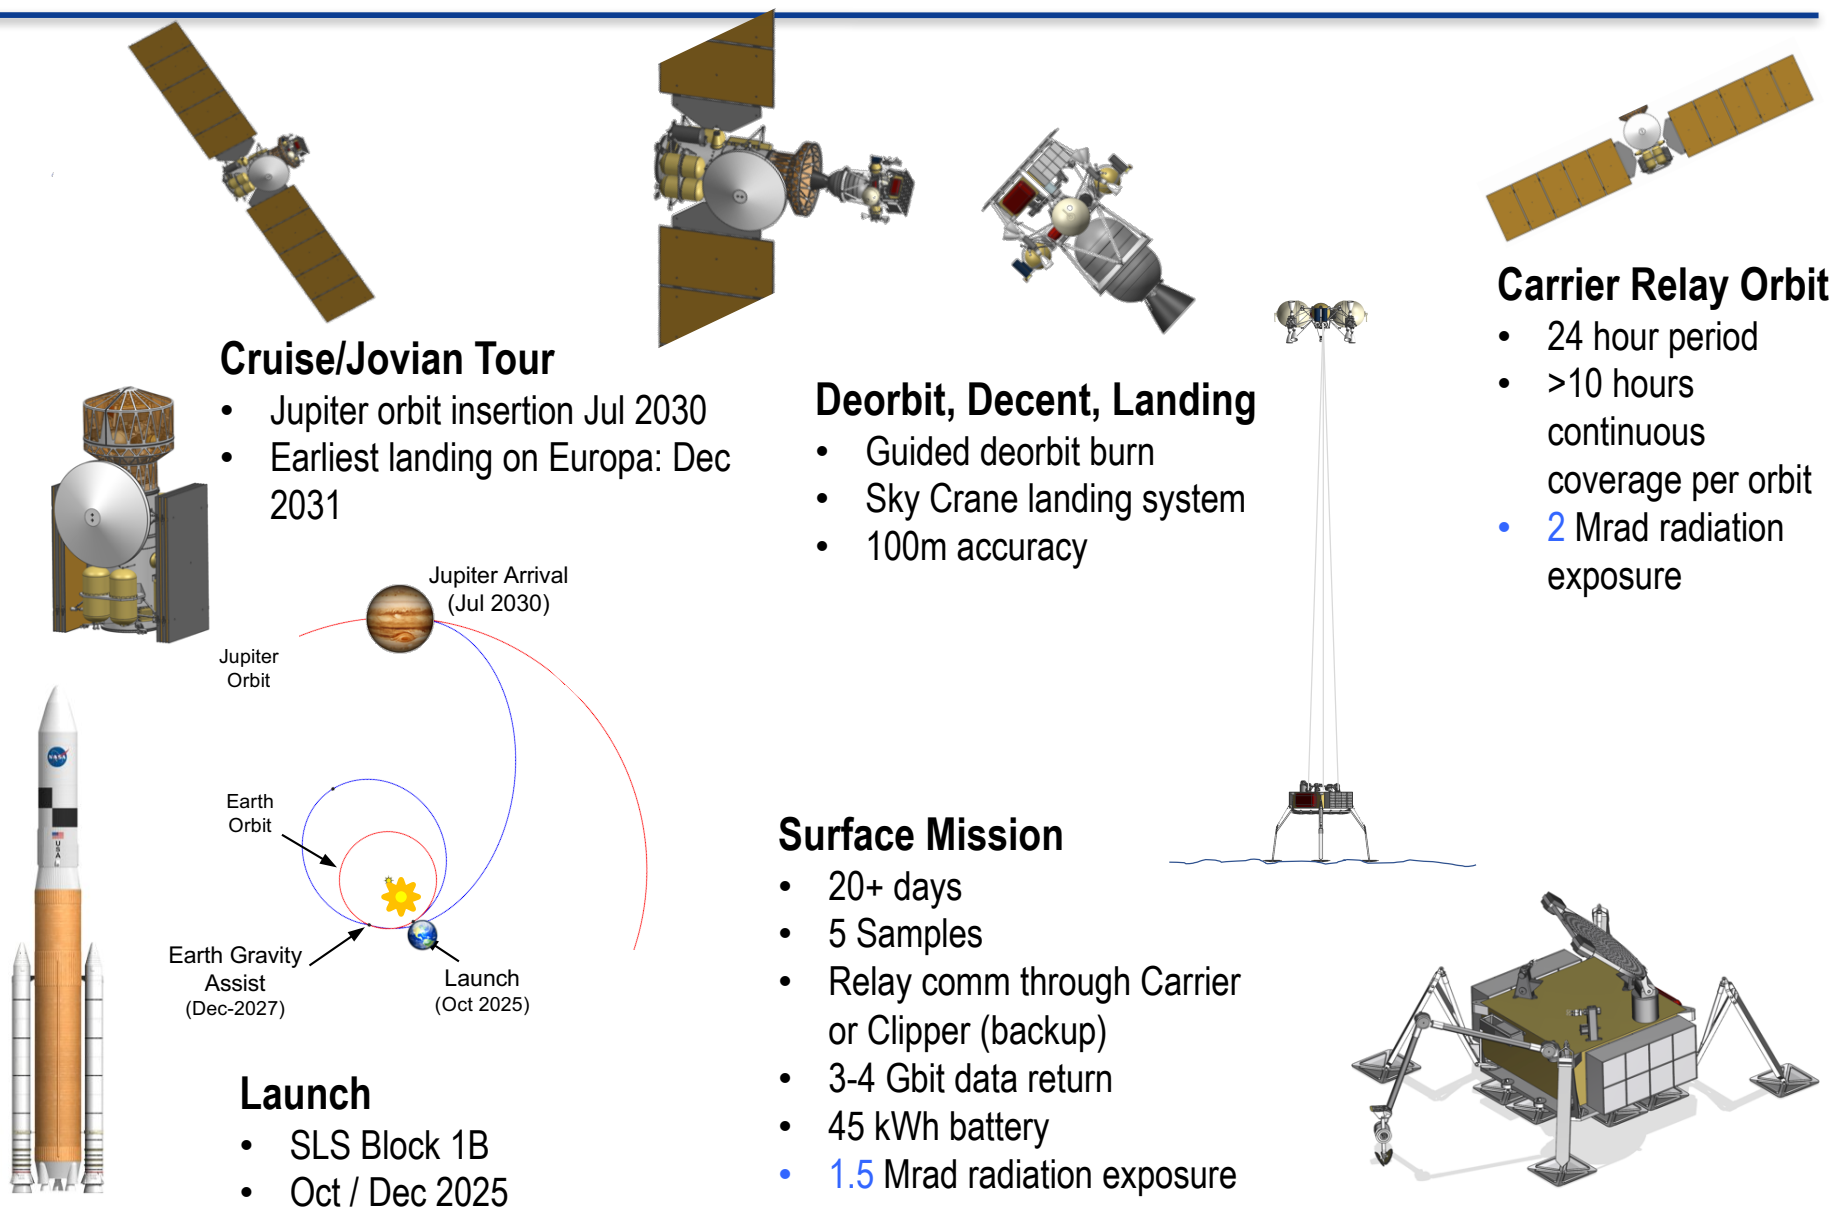 Cruise/Jovian Tour
• Jupiter orbit insertion Jul 2030
• Earliest landing on Europa: Dec
2031
Deorbit, Decent, Landing
• Guided deorbit burn
• Sky Crane landing system
• 100m accuracy
Carrier Relay Orbit
• 24 hour period
• >10 hours
continuous
coverage per orbit
• 2 Mrad radiation
exposure
Jupiter Arrival
(Jul 2030)
Jupiter
Orbit
Earth
Orbit
Earth Gravity
Assist
(Dec-2027)
Launch
(Oct 2025)
NASA
USA
Launch
• SLS Block 1B
• Oct / Dec 2025
Surface Mission
• 20+ days
• 5 Samples
• Relay comm through Carrier
or Clipper (backup)
• 3-4 Gbit data return
• 45 kWh battery
• 1.5 Mrad radiation exposure